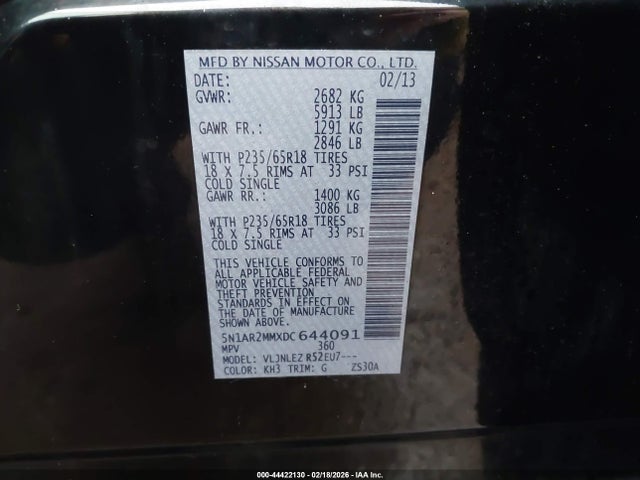 MFD BY NISSAN MOTOR CO., LTD.
DATE: 02/13
GVWR: 2682 KG
5913 LB
GAWR FR.: 1291 KG
2846 LB
WITH P235/65R18 TIRES
18 X 7.5 RIMS AT 33 PSI
COLD SINGLE
GAWR RR.: 1400 KG
3086 LB
WITH P235/65R18 TIRES
18 X 7.5 RIMS AT 33 PSI
COLD SINGLE
THIS VEHICLE CONFORMS TO
ALL APPLICABLE FEDERAL
MOTOR VEHICLE SAFETY AND
THEFT PREVENTION
STANDARDS IN EFFECT ON
THE DATE OF MANUFACTURE
SHOWN ABOVE.
5N1AR2MMXDC644091
MPV 360
MODEL: VLJNLEZ R52EU7---
COLOR: KH3 TRIM: G ZS30A
000-44422130 - 02/18/2026 - IAA Inc.